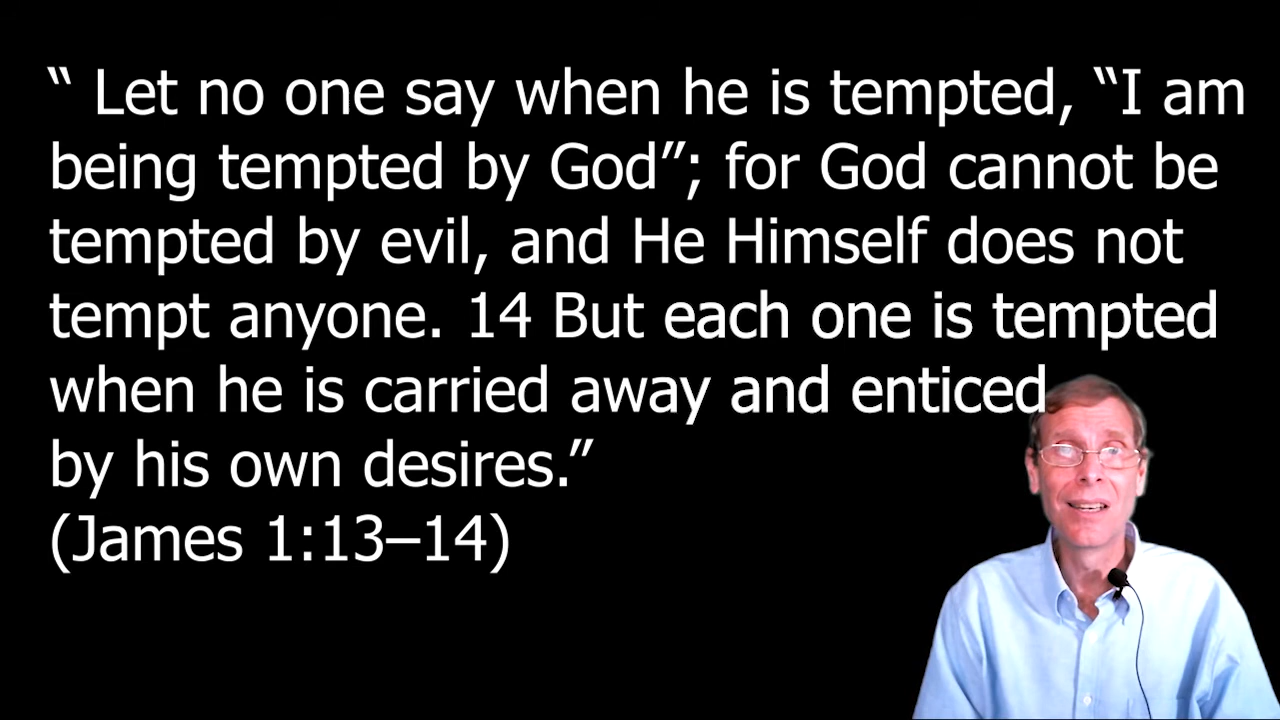 “ Let no one say when he is tempted, “I am
being tempted by God”; for God cannot be
tempted by evil, and He Himself does not
tempt anyone. 14 But each one is tempted
when he is carried away and enticed
by his own desires.”
(James 1:13–14)